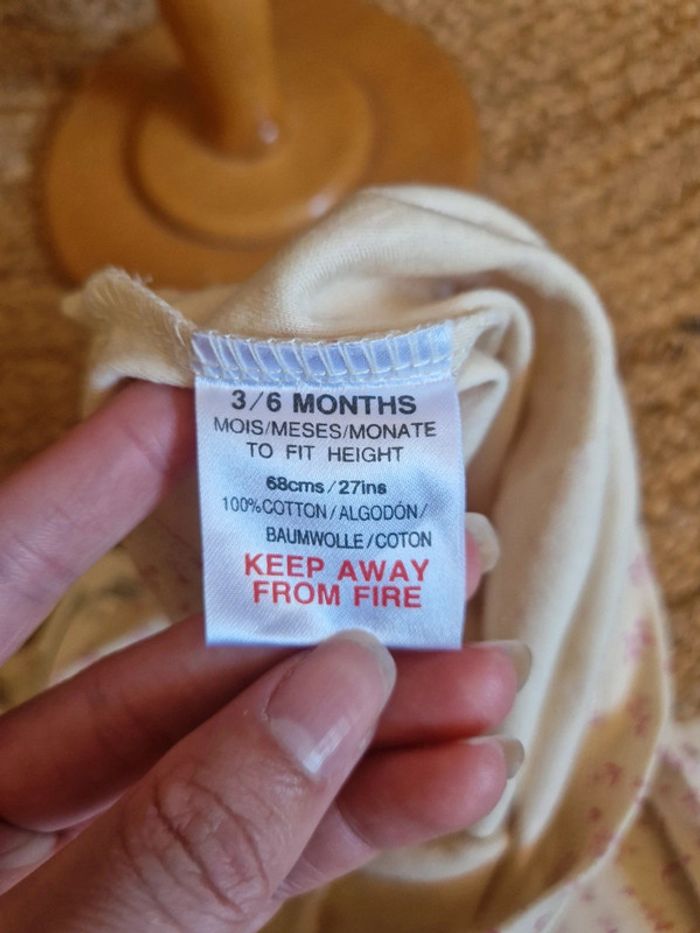 3/6 MONTHS
MOIS/MESES/MONATE
TO FIT HEIGHT
68cms/27ins
100%COTTON/ALGODÓN/
BAUMWOLLE/COTON
KEEP AWAY
FROM FIRE